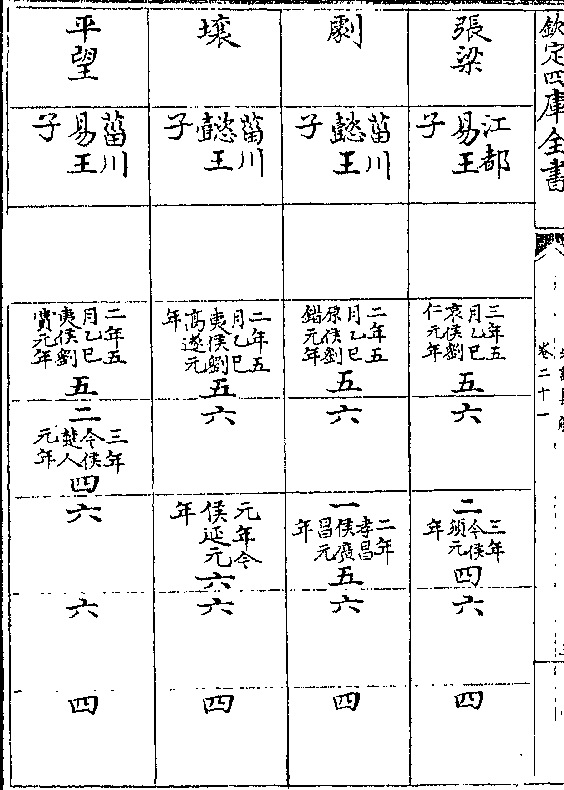 欽定四庫全書
卷二十一
張梁
江都
易王
子
三年五
月乙巳
哀侯劉
仁元年
五
六
二
三年
今侯
順元
年
四
六
四
劇
菑川
懿王
子
二年五
月乙巳
原侯劉
錯元年
五
六
一
二年
孝昌
侯廣
昌元
年
五
六
四
壤
菑川
懿王
子
二年五
月乙巳
夷侯劉
高遂元
年
五
六
元年今
侯延元
年
六
六
四
平望
菑川
易王
子
二年五
月乙巳
夷侯劉
賞元年
五
二
三年
今侯
楚人
元年
四
六
六
四